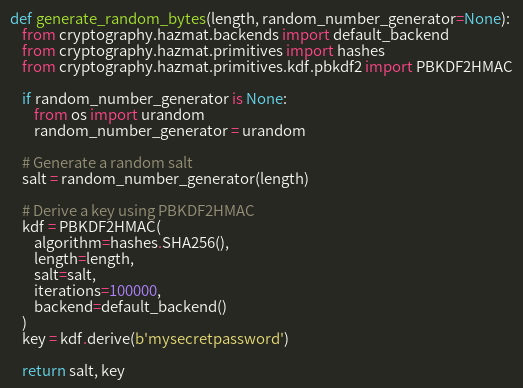 def generate_random_bytes(length, random_number_generator=None):
from cryptography.hazmat.backends import default_backend
from cryptography.hazmat.primitives import hashes
from cryptography.hazmat.primitives.kdf.pbkdf2 import PBKDF2HMAC
if random_number_generator is None:
from os import urandom
random_number_generator = urandom
# Generate a random salt
salt = random_number_generator(length)
# Derive a key using PBKDF2HMAC
kdf = PBKDF2HMAC(
algorithm=hashes.SHA256(),
length=length,
salt=salt,
iterations=100000,
backend=default_backend()
)
key = kdf.derive(b'mysecretpassword')
return salt, key